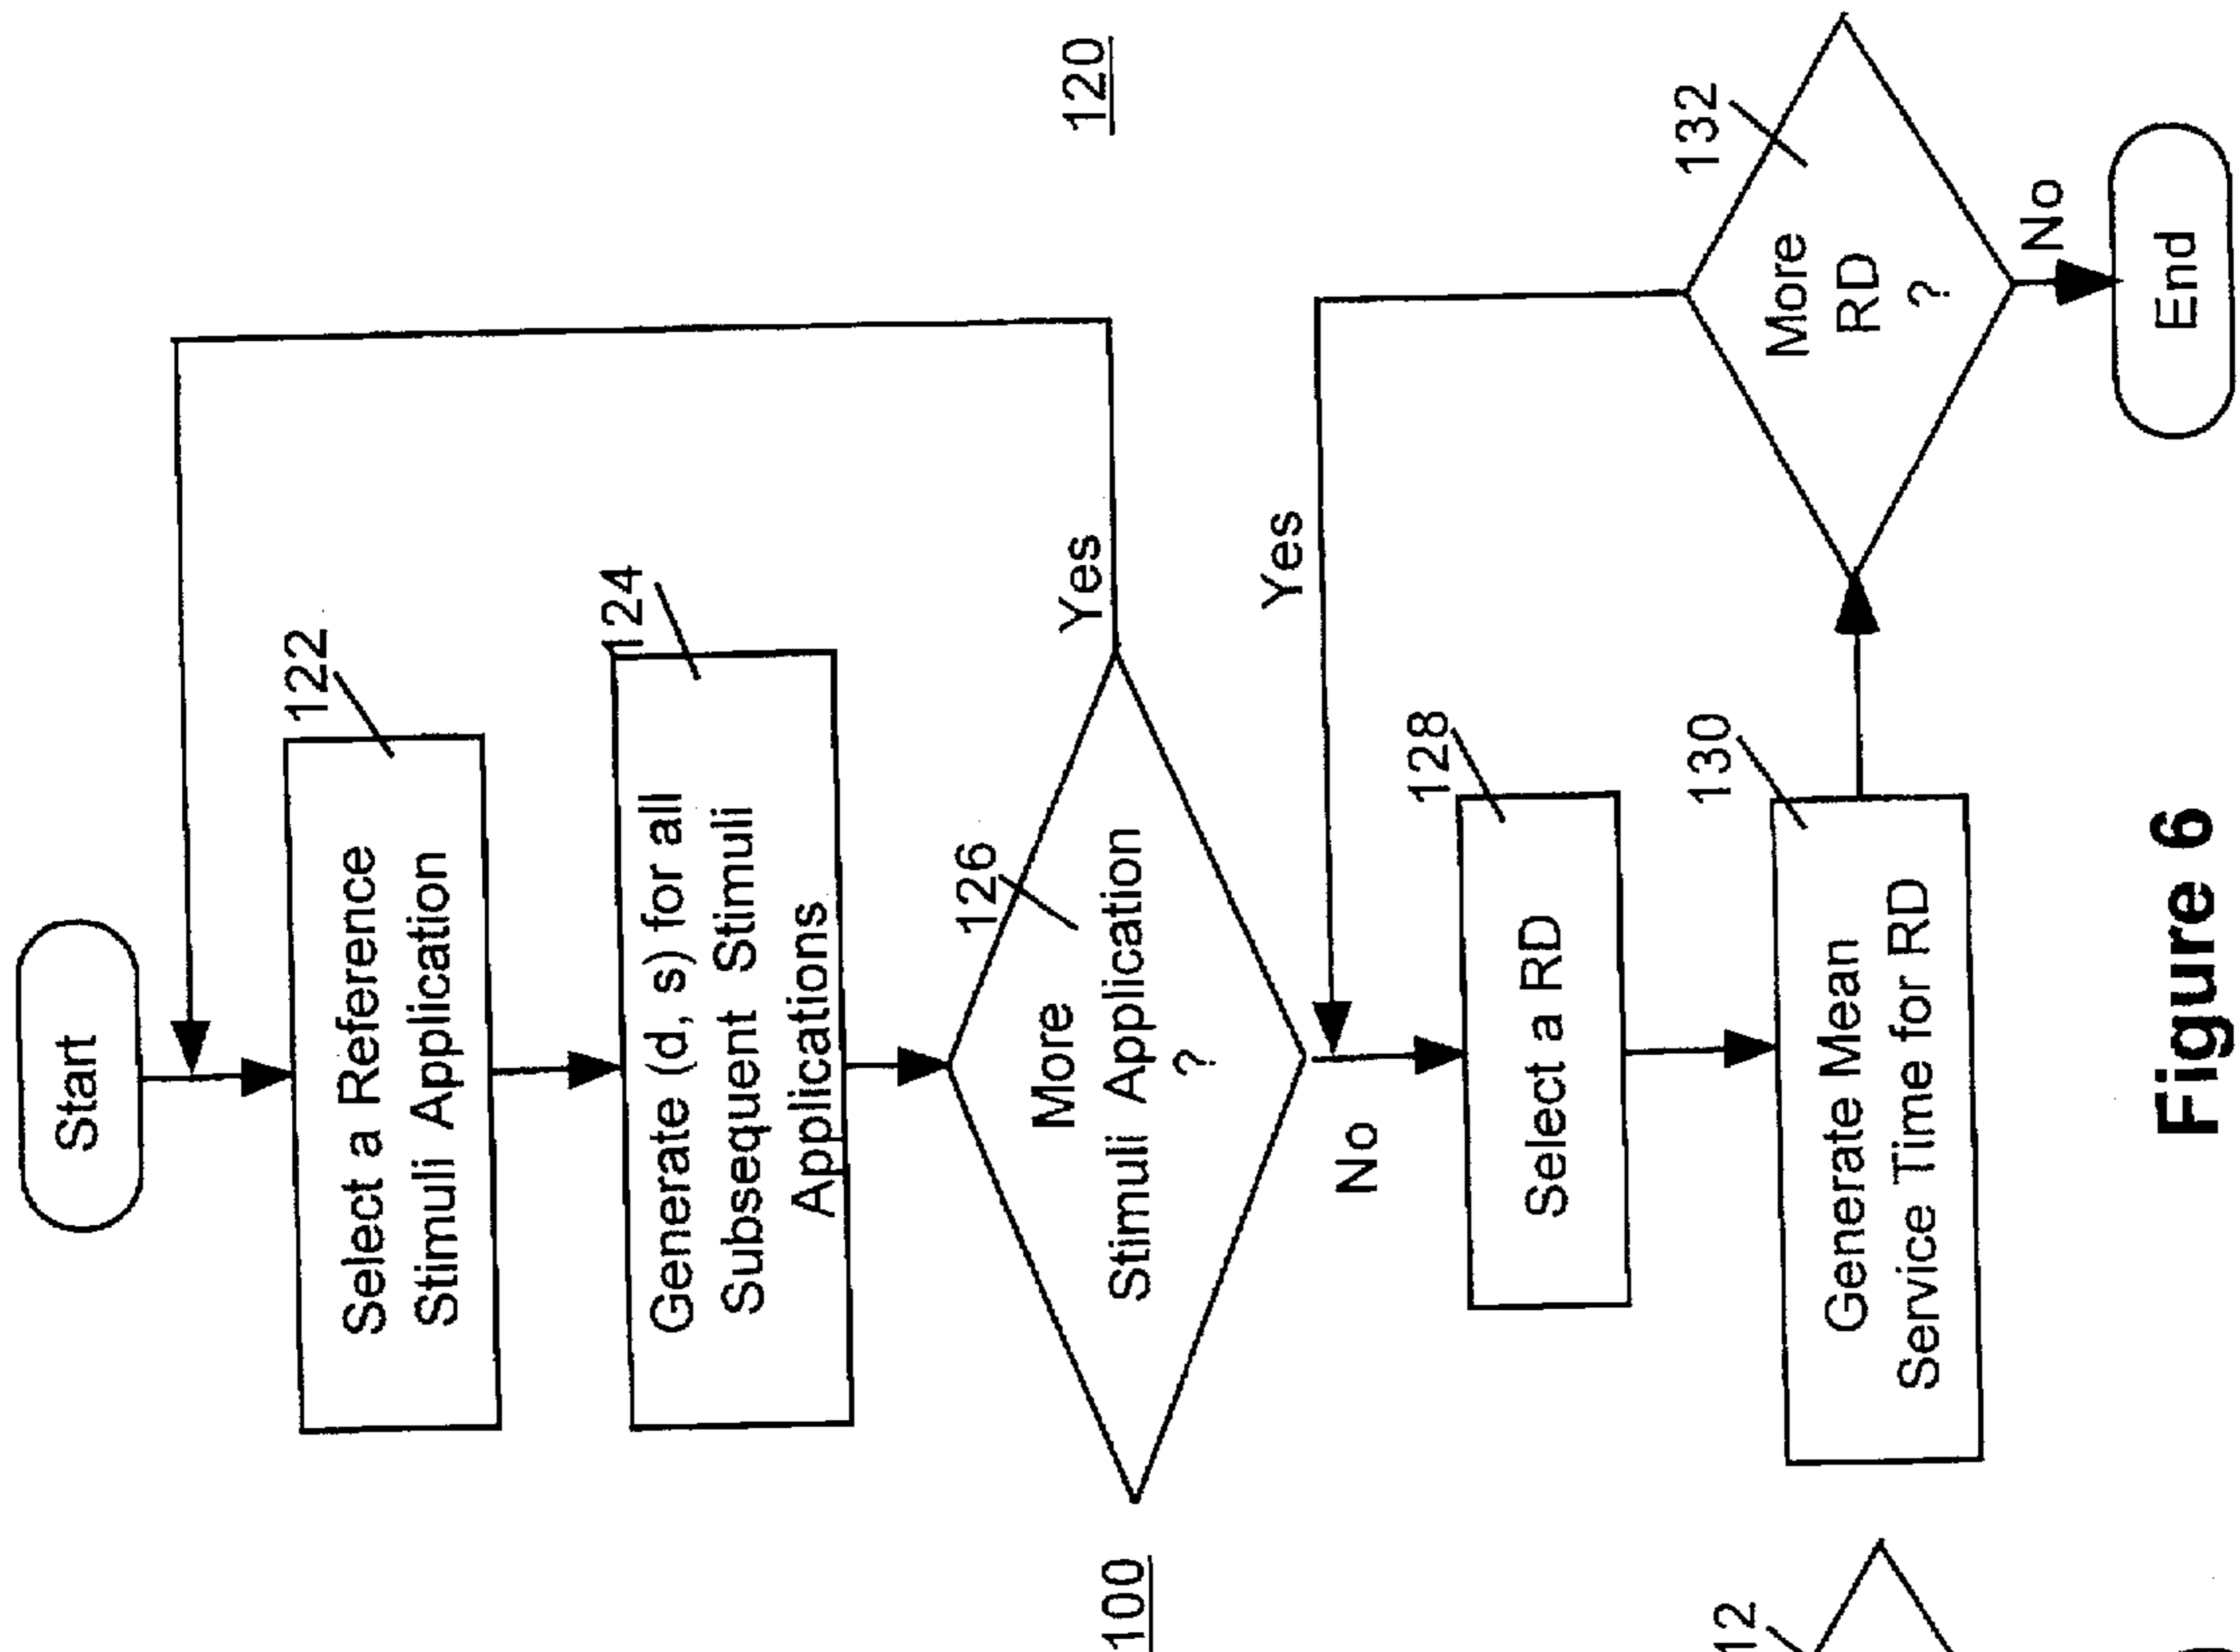 Start
122
Select a Reference
Stimuli Application
124
Generate (d, s) for all
Subsequent Stimuli
Applications
126
More
Stimuli Application
?
Yes
120
No
Yes
128
Select a RD
130
Generate Mean
Service Time for RD
132
More
RD
?
No
End
Figure 6
100
12